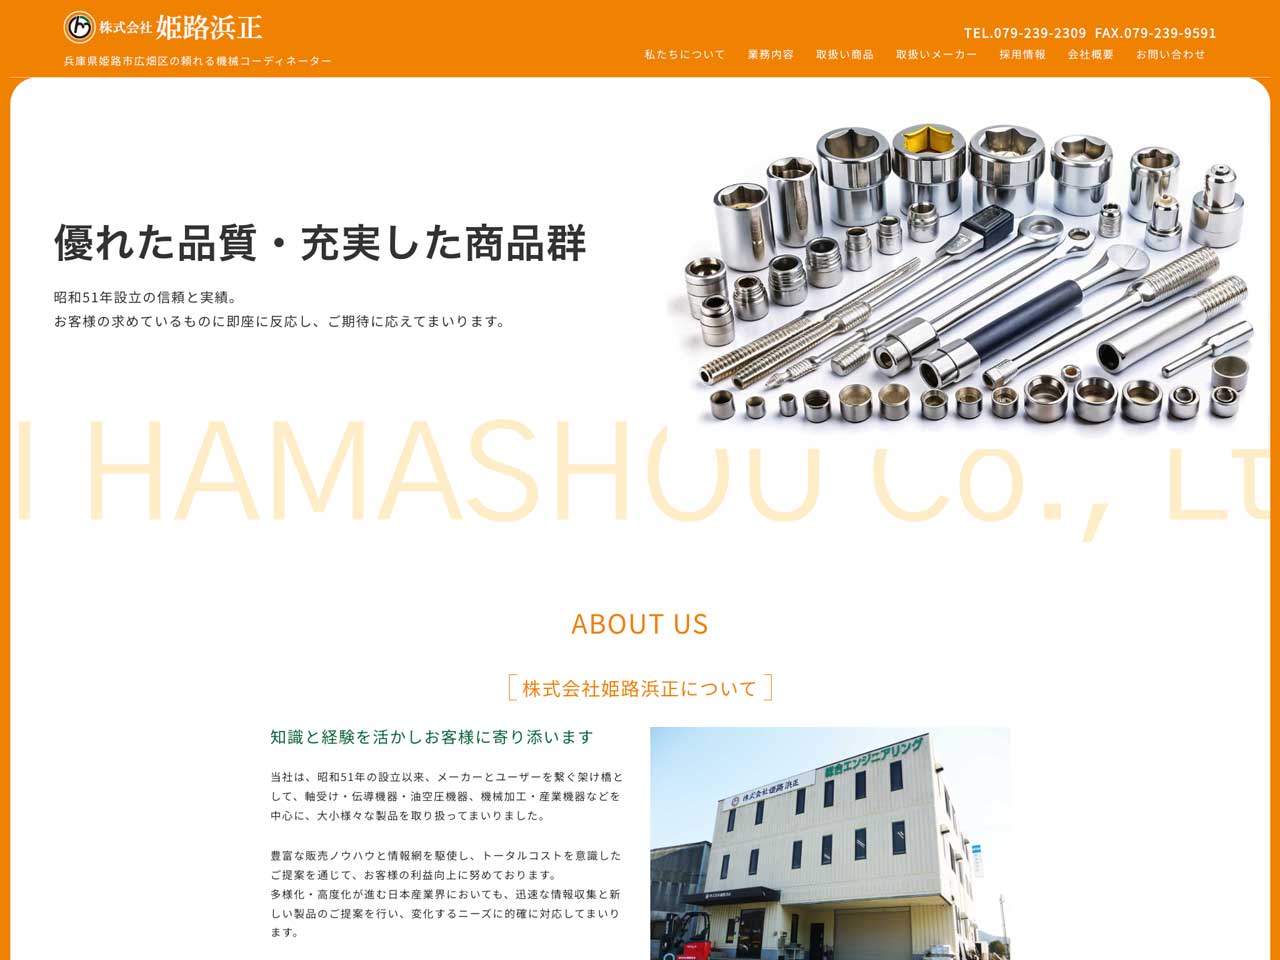 株式会社 姫路浜正
兵庫県姫路市広畑区の頼れる機械コーディネーター
TEL.079-239-2309 FAX.079-239-9591
私たちについて 業務内容 取扱い商品 取扱いメーカー 採用情報 会社概要 お問い合わせ
優れた品質・充実した商品群
昭和51年設立の信頼と実績。
お客様の求めているものに即座に反応し、ご期待に応えてまいります。
I HAMASHOU Co., Lt
ABOUT US
株式会社姫路浜正について
知識と経験を活かしお客様に寄り添います
当社は、昭和51年の設立以来、メーカーとユーザーを繋ぐ架け橋と
して、軸受け・伝導機器・油空圧機器、機械加工・産業機器などを
中心に、大小様々な製品を取り扱ってまいりました。
豊富な販売ノウハウと情報網を駆使し、トータルコストを意識した
ご提案を通じて、お客様の利益向上に努めております。
多様化・高度化が進む日本産業界においても、迅速な情報収集と新
しい製品のご提案を行い、変化するニーズに的確に対応してまいり
ます。
株式会社姫路浜正
総合エンジニアリング